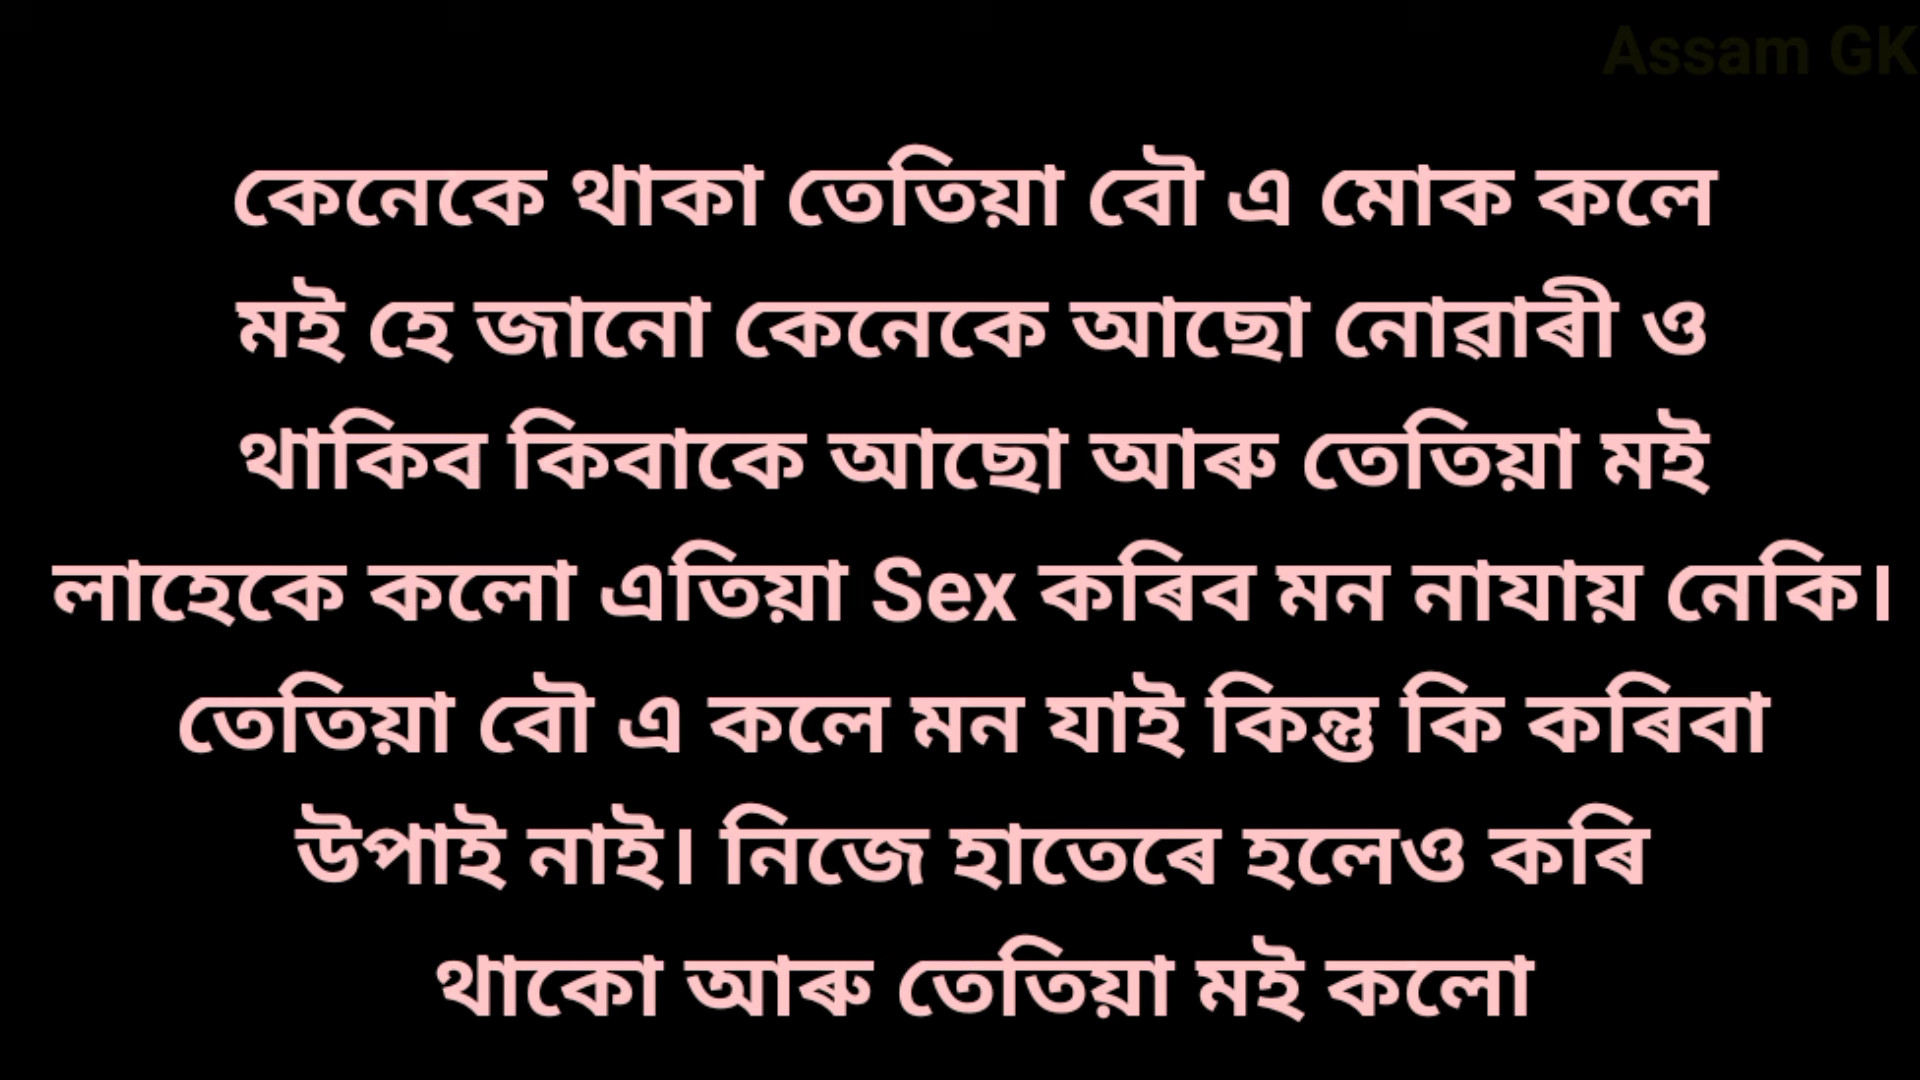 Assam GK
কেনেকে থাকা তেতিয়া বৌ এ মোক কলে
মই হে জানো কেনেকে আছো নোৱাৰী ও
থাকিব কিবাকে আছো আৰু তেতিয়া মই
লাহেকে কলো এতিয়া Sex কৰিব মন নাযায় নেকি।
তেতিয়া বৌ এ কলে মন যাই কিন্তু কি কৰিবা
উপাই নাই। নিজে হাতেৰে হলেও কৰি
থাকো আৰু তেতিয়া মই কলো